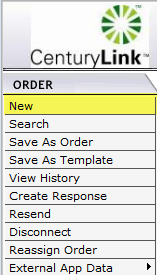 CenturyLink™
ORDER
New
Search
Save As Order
Save As Template
View History
Create Response
Resend
Disconnect
Reassign Order
External App Data